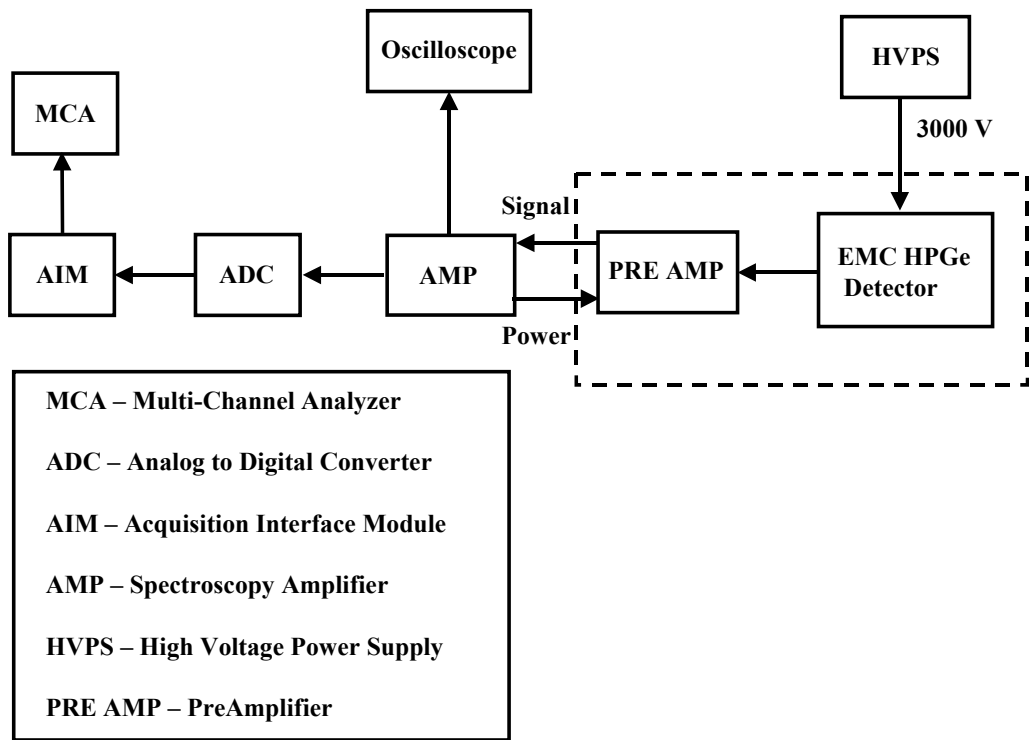 Oscilloscope
HVPS
MCA
3000 V
Signal
AIM
ADC
AMP
PRE AMP
EMC HPGe
Detector
Power
MCA – Multi-Channel Analyzer
ADC – Analog to Digital Converter
AIM – Acquisition Interface Module
AMP – Spectroscopy Amplifier
HVPS – High Voltage Power Supply
PRE AMP – PreAmplifier